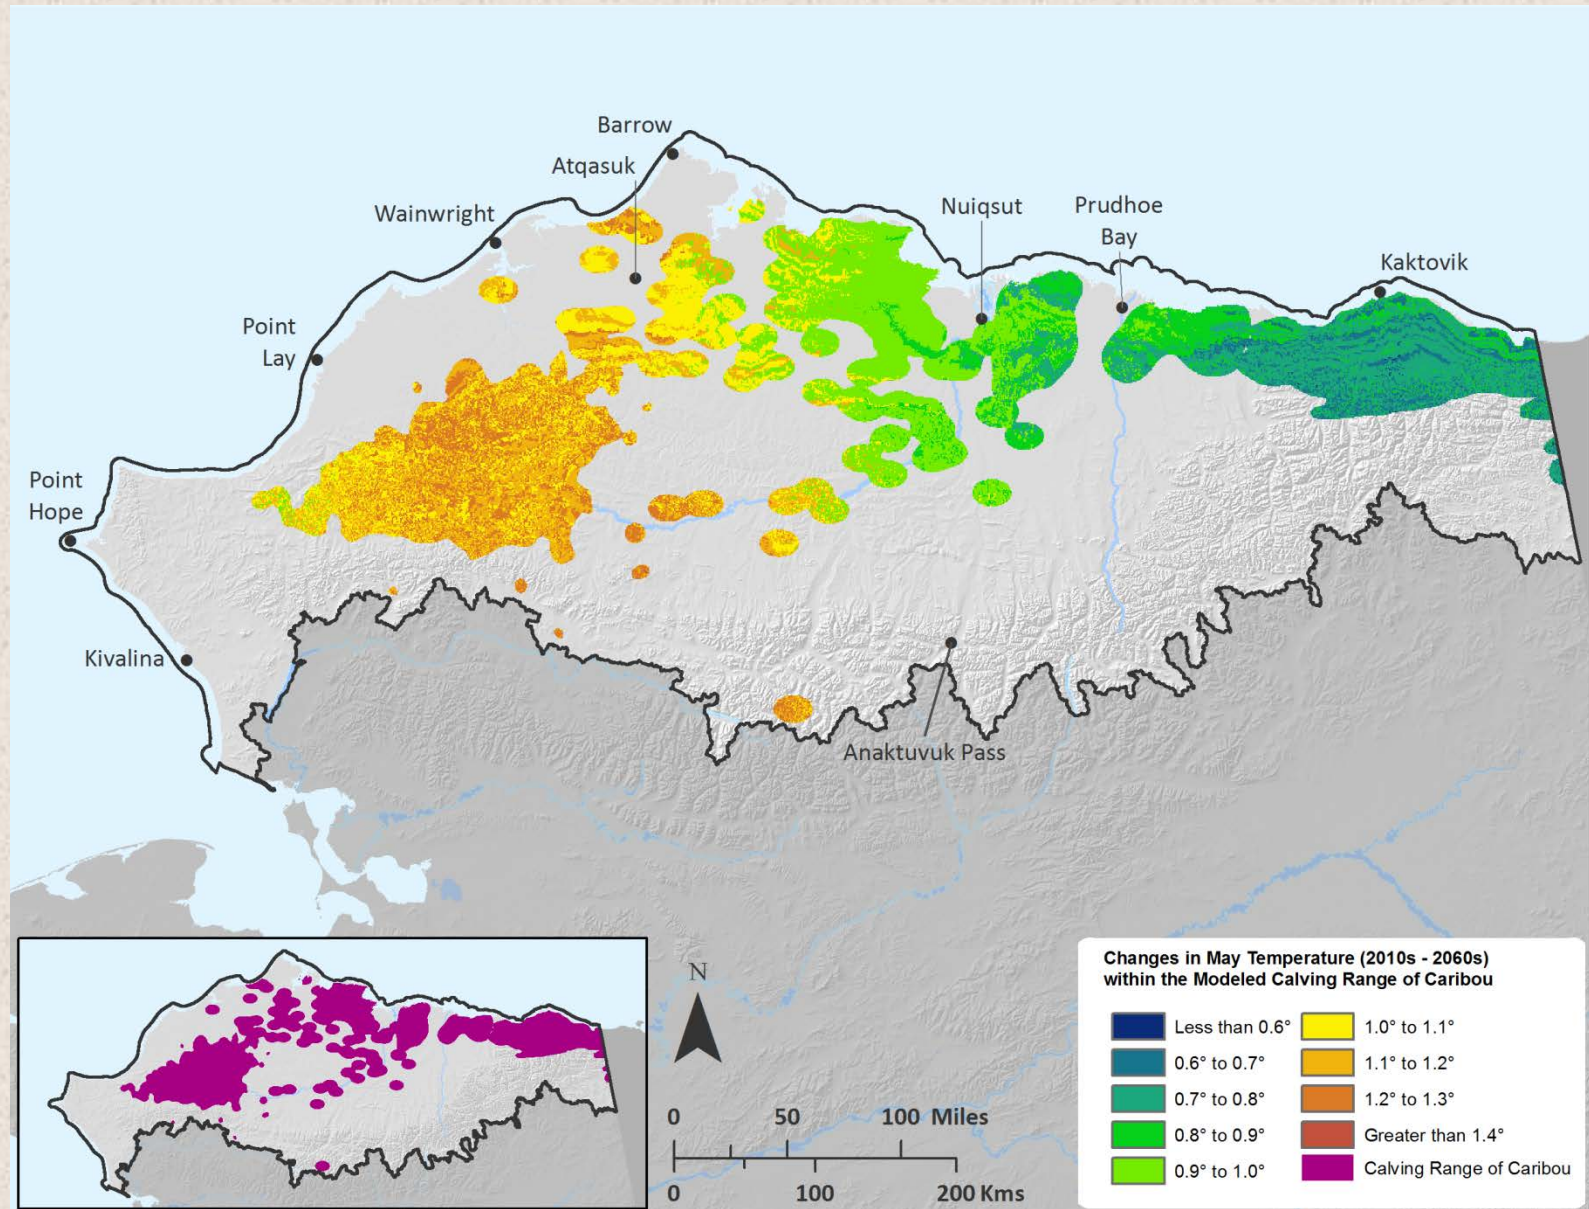 Barrow
Atqasuk
Wainwright
Nuiqsut
Prudhoe
Bay
Kaktovik
Point
Lay
Point
Hope
Kivalina
Anaktuvuk Pass
N
0 50 100 Miles
0 100 200 Kms
Changes in May Temperature (2010s - 2060s)
within the Modeled Calving Range of Caribou
Less than 0.6°
0.6° to 0.7°
0.7° to 0.8°
0.8° to 0.9°
0.9° to 1.0°
1.0° to 1.1°
1.1° to 1.2°
1.2° to 1.3°
Greater than 1.4°
Calving Range of Caribou